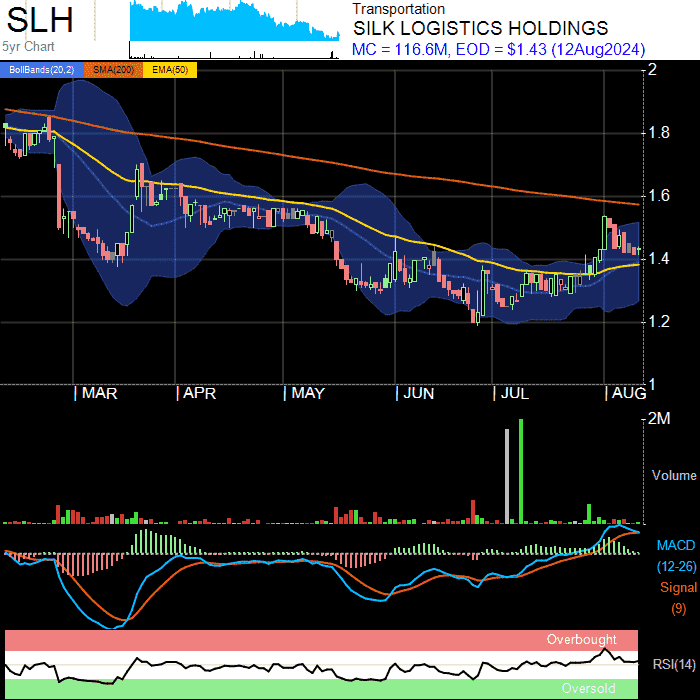 SLH
5yr Chart
Transportation
SILK LOGISTICS HOLDINGS
MC = 116.6M, EOD = $1.43 (12Aug2024)
BollBands(20,2) SMA(200) EMA(50)
2
1.8
1.6
1.4
1.2
1
MAR APR MAY JUN JUL AUG
2M
Volume
MACD
(12-26)
Signal
(9)
Overbought
RSI(14)
Oversold